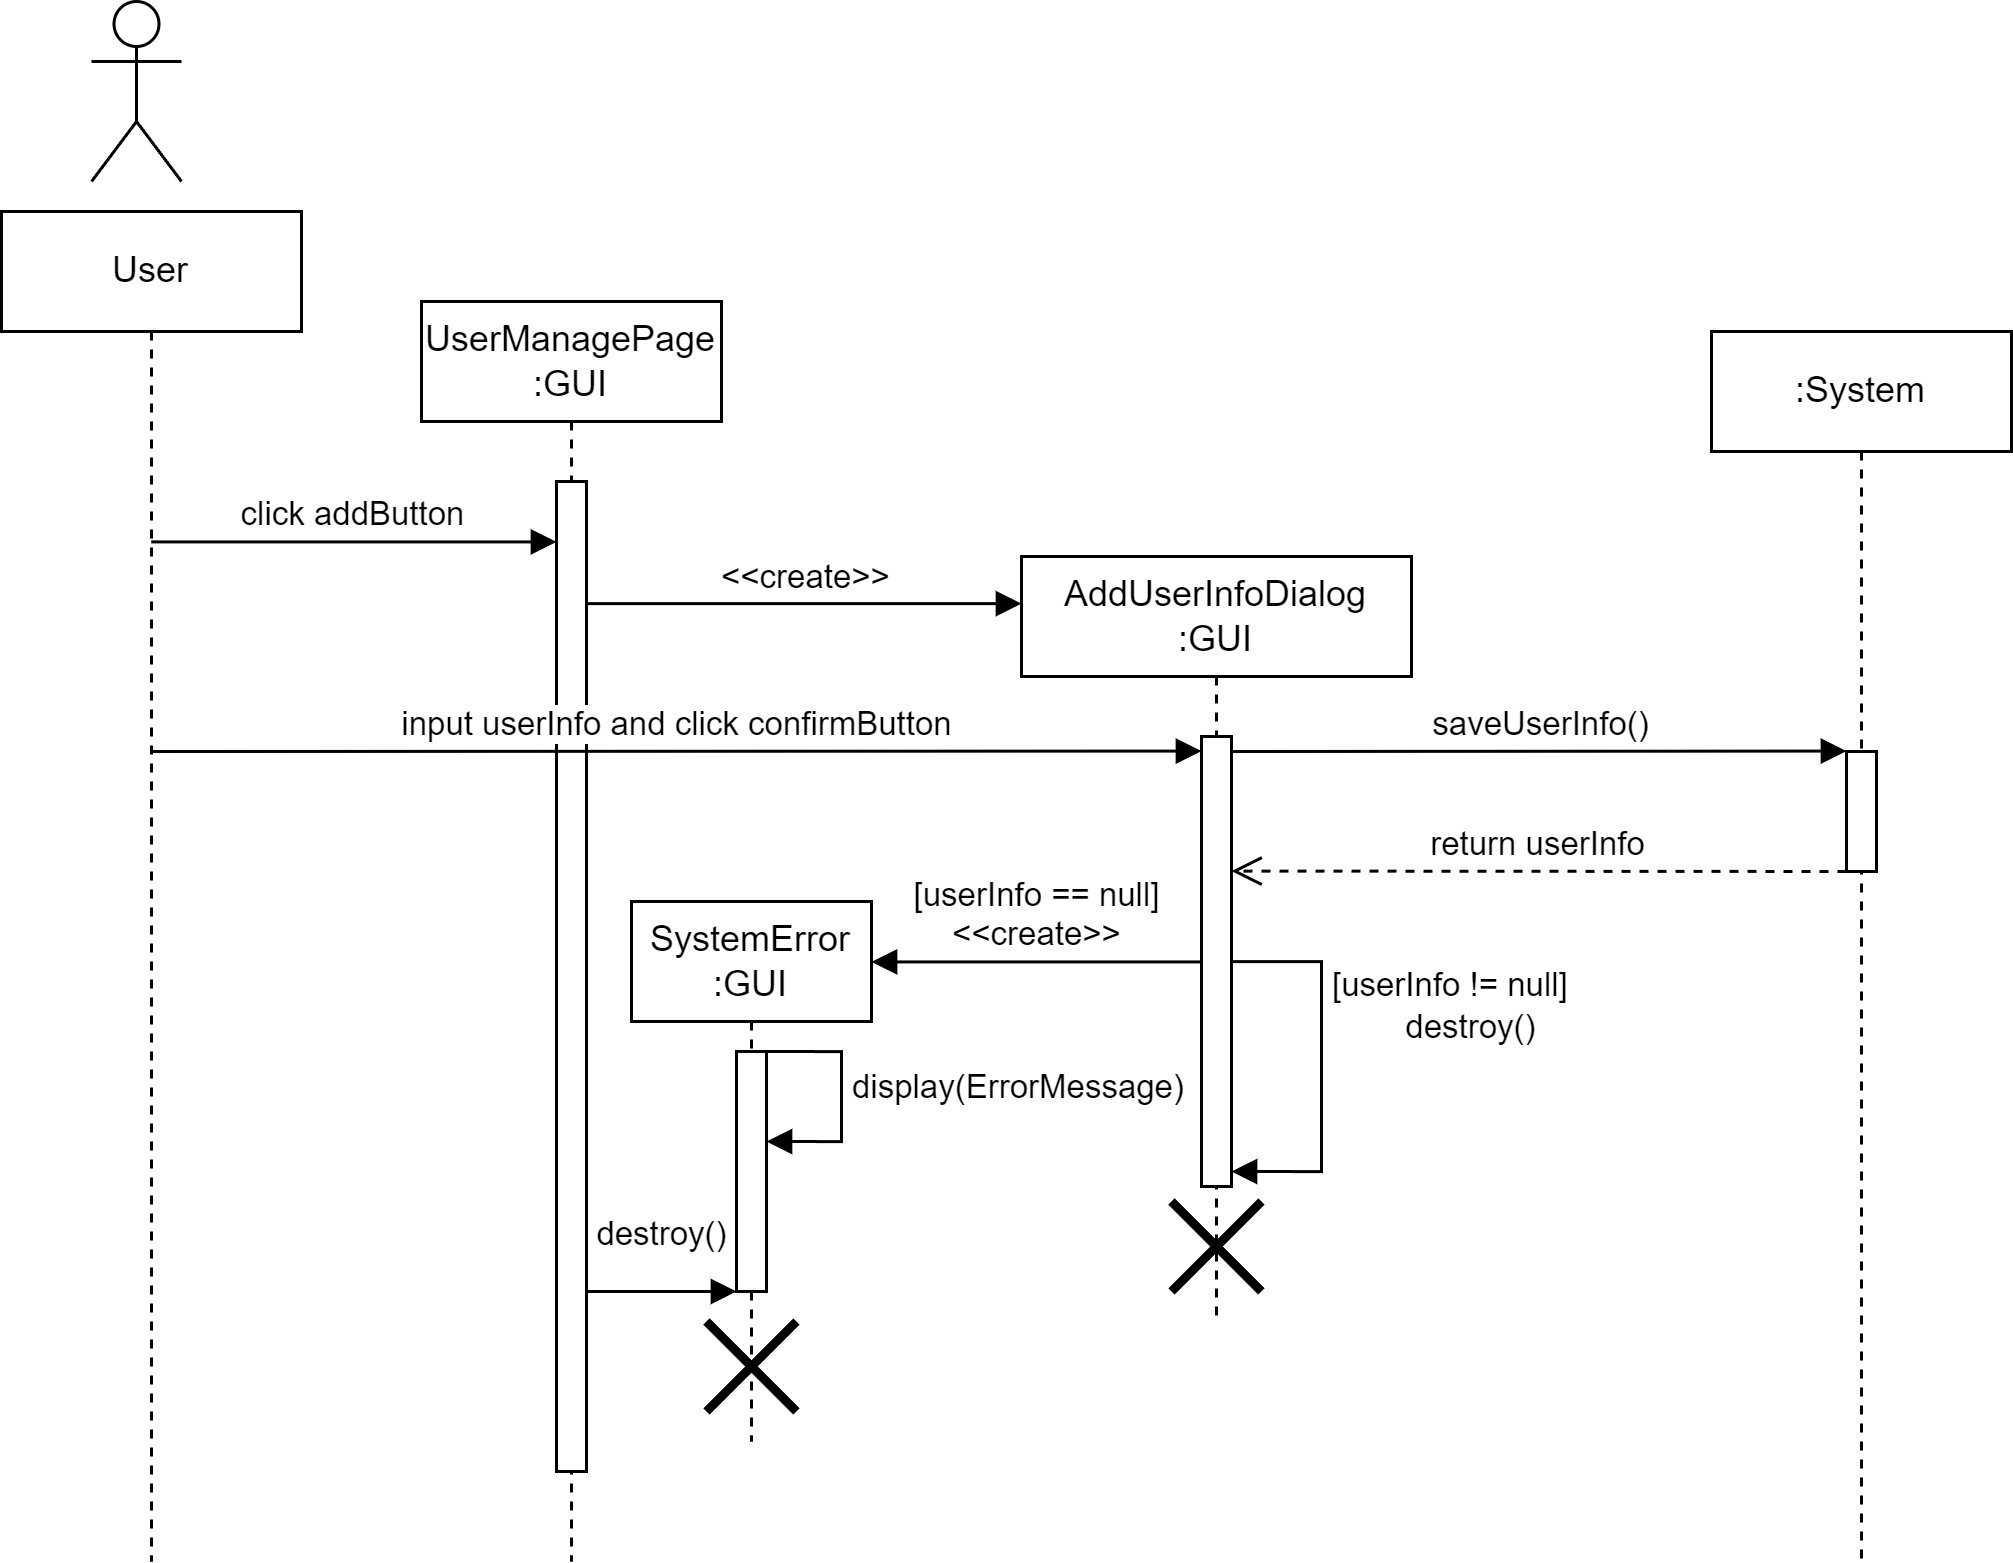 User
UserManagePage
:GUI
:System
click addButton
<<create>>
AddUserInfoDialog
:GUI
input userInfo and click confirmButton
saveUserInfo()
return userInfo
[userInfo == null]
<<create>>
SystemError
:GUI
[userInfo != null]
destroy()
display(ErrorMessage)
destroy()